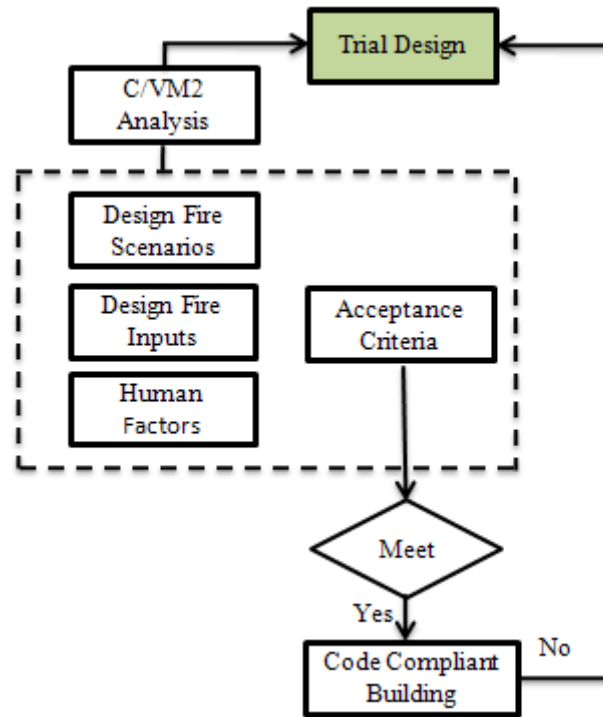 Trial Design
C/VM2
Analysis
Design Fire
Scenarios
Design Fire
Inputs
Acceptance
Criteria
Human
Factors
Meet
Yes
No
Code Compliant
Building